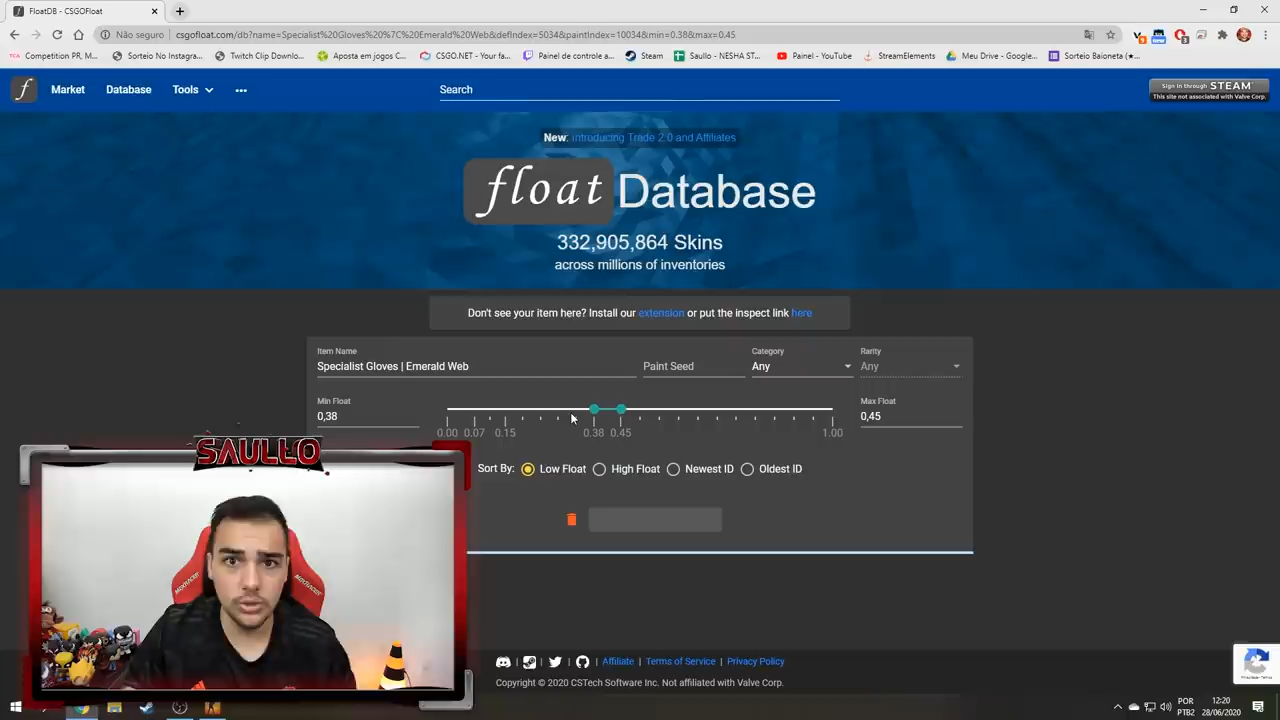 FloatDB - CSGOFloat
Não seguro | csgofloat.com/db?name=Specialist%20Gloves%20%7C%20Emerald%20Web&defIndex=5034&paintIndex=10034&min=0.38&max=0.45
Competition PR, M... Sorteio No Instagra... Twitch Clip Downlo... Aposta em jogos C... CSGO.NET - Your fa... Painel de controle a... Steam Saullo - NESHA ST... Painel - YouTube StreamElements Meu Drive - Google... Sorteio Baioneta (★...
f Market Database Tools ••• Search Sign in through STEAM
This site not associated with Valve Corp.
New: Introducing Trade 2.0 and Affiliates
float Database
332,905,864 Skins
across millions of inventories
Don't see your item here? Install our extension or put the inspect link here
Item Name Category Rarity
Specialist Gloves | Emerald Web Paint Seed Any Any
Min Float Max Float
0,38 0,45
0.00 0.07 0.15 0.38 0.45 1.00
SAULLO
Sort By: Low Float High Float Newest ID Oldest ID
Affiliate | Terms of Service | Privacy Policy
Copyright © 2020 CSTech Software Inc. Not affiliated with Valve Corp.
POR
PTB2
12:20
28/06/2020